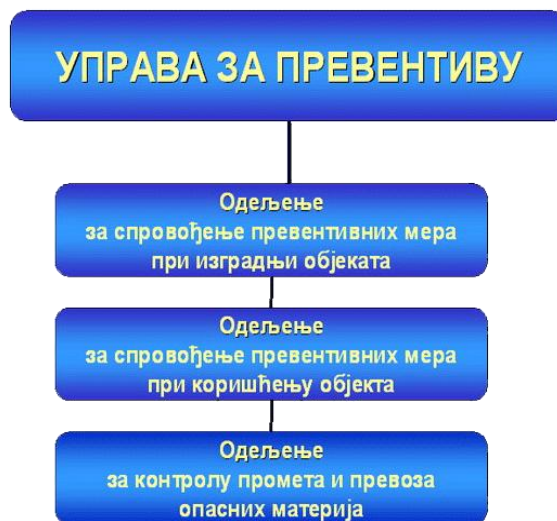 УПРАВА ЗА ПРЕВЕНТИВУ
Одељење
за спровођење превентивних мера
при изградњи објеката
Одељење
за спровођење превентивних мера
при коришћењу објекта
Одељење
за контролу промета и превоза
опасних материја